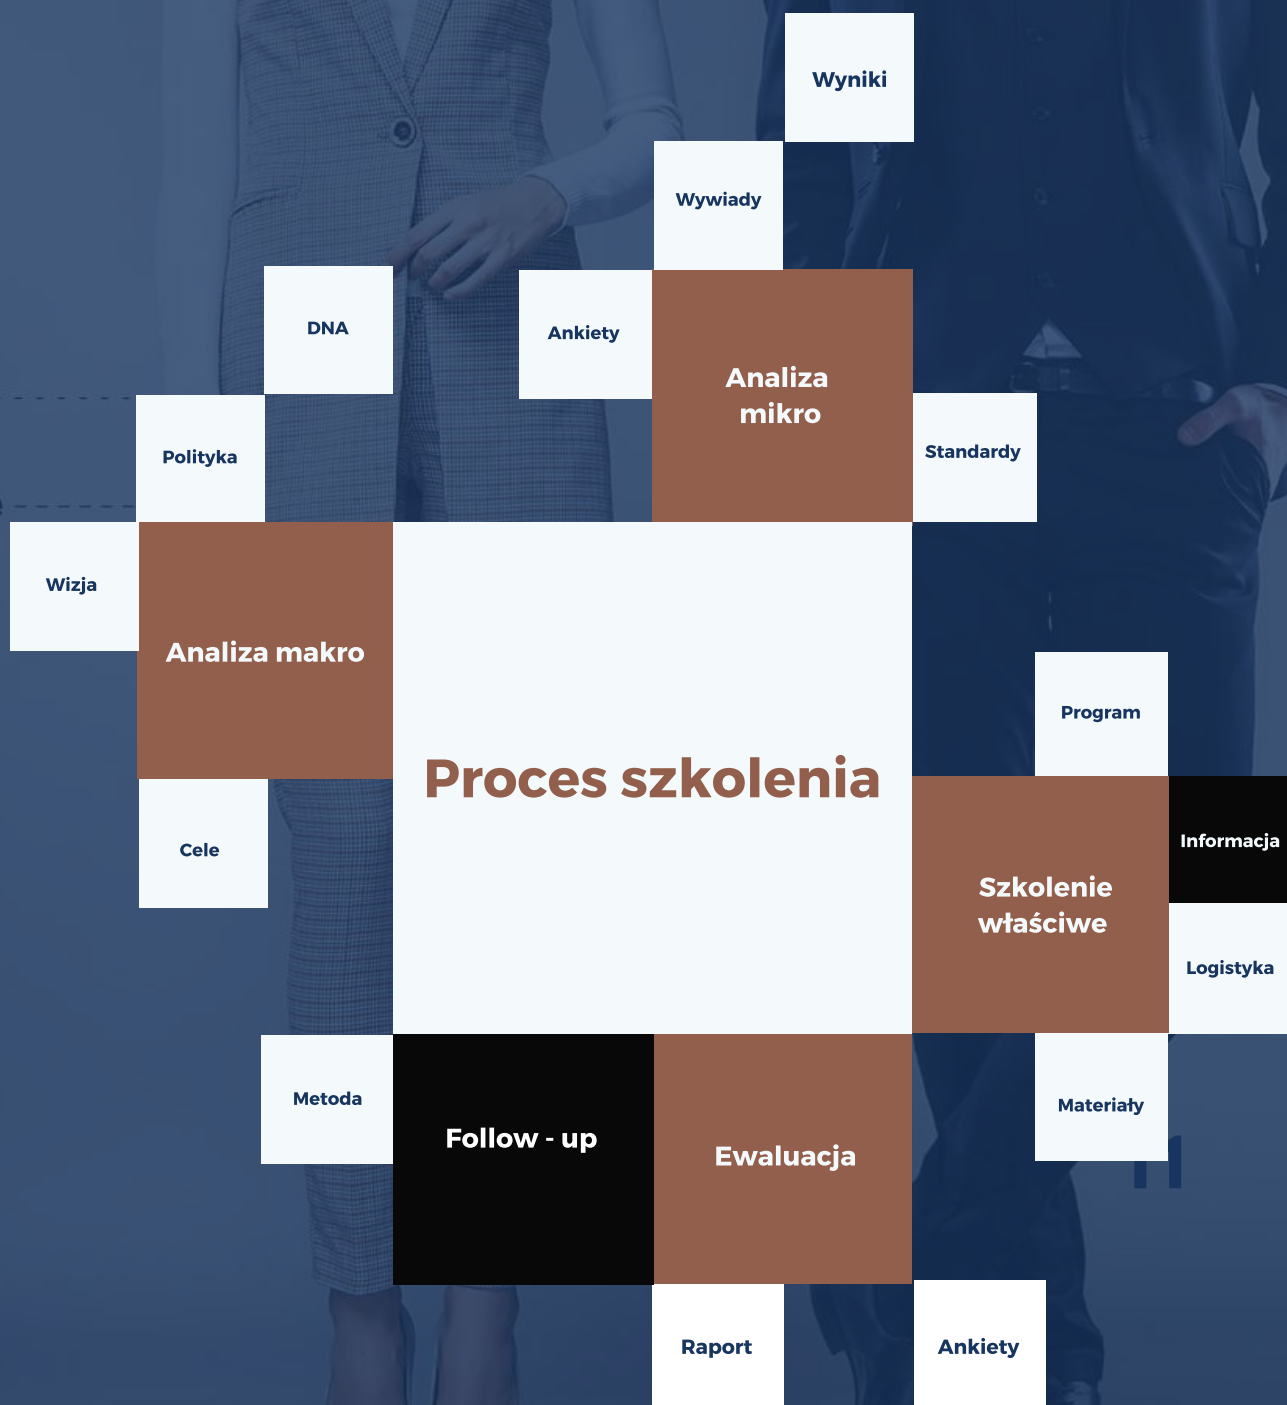 Wyniki
Wywiady
DNA
Ankiety
Analiza
mikro
Polityka
Standardy
Wizja
Analiza makro
Program
Proces szkolenia
Informacja
Cele
Szkolenie
właściwe
Logistyka
Metoda
Materiały
Follow - up
Ewaluacja
11
Raport
Ankiety